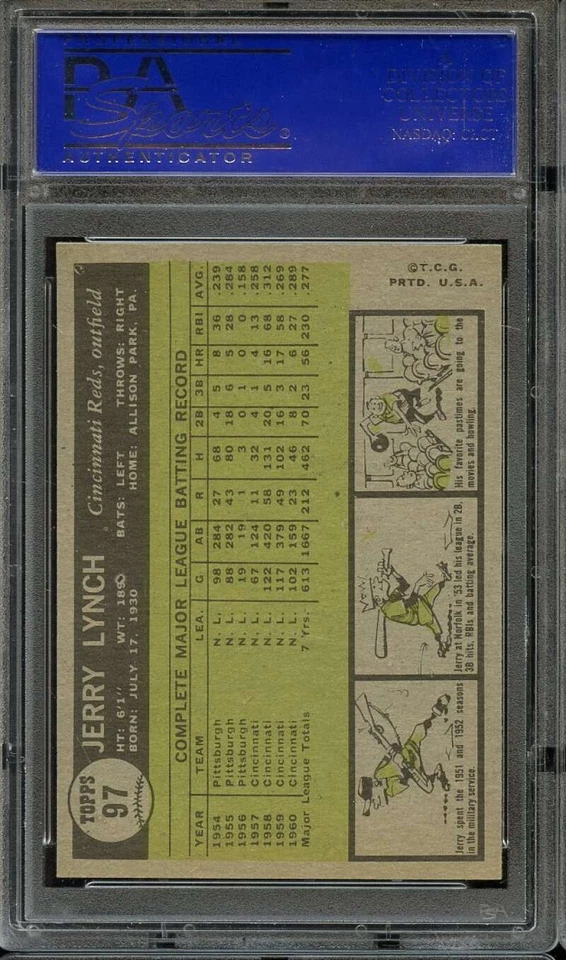 PROFESSIONAL
PSA
Sports®
AUTHENTICATOR
A
DIVISION OF
COLLECTORS
UNIVERSE
NASDAQ: CLCT
TOPPS
97
JERRY LYNCH Cincinnati Reds, outfield
HT: 6'1" WT: 185 BATS: LEFT THROWS: RIGHT
BORN: JULY 17, 1930 HOME: ALLISON PARK, PA.
COMPLETE MAJOR LEAGUE BATTING RECORD
YEAR TEAM LEA. G AB R H 2B 3B HR RBI AVG.
1954 Pittsburgh N. L. 98 284 27 68 4 5 8 36 .239
1955 Pittsburgh N. L. 88 282 43 80 18 6 5 28 .284
1956 Pittsburgh N. L. 19 19 1 3 0 1 0 0 .158
1957 Cincinnati N. L. 67 124 11 32 4 1 4 13 .258
1958 Cincinnati N. L. 122 420 58 131 20 5 16 68 .312
1959 Cincinnati N. L. 117 379 49 102 16 3 17 58 .269
1960 Cincinnati N. L. 102 159 23 46 8 2 6 27 .289
Major League Totals 7 Yrs. 613 1667 212 462 70 23 56 230 .277
Jerry spent the 1951 and 1952 seasons
in the military service.
Jerry at Norfolk in '53 led his league in 2B,
3B hits, RBIs and batting average.
His favorite pastimes are going to the
movies and bowling.
©T.C.G.
PRTD. U.S.A.
PSA